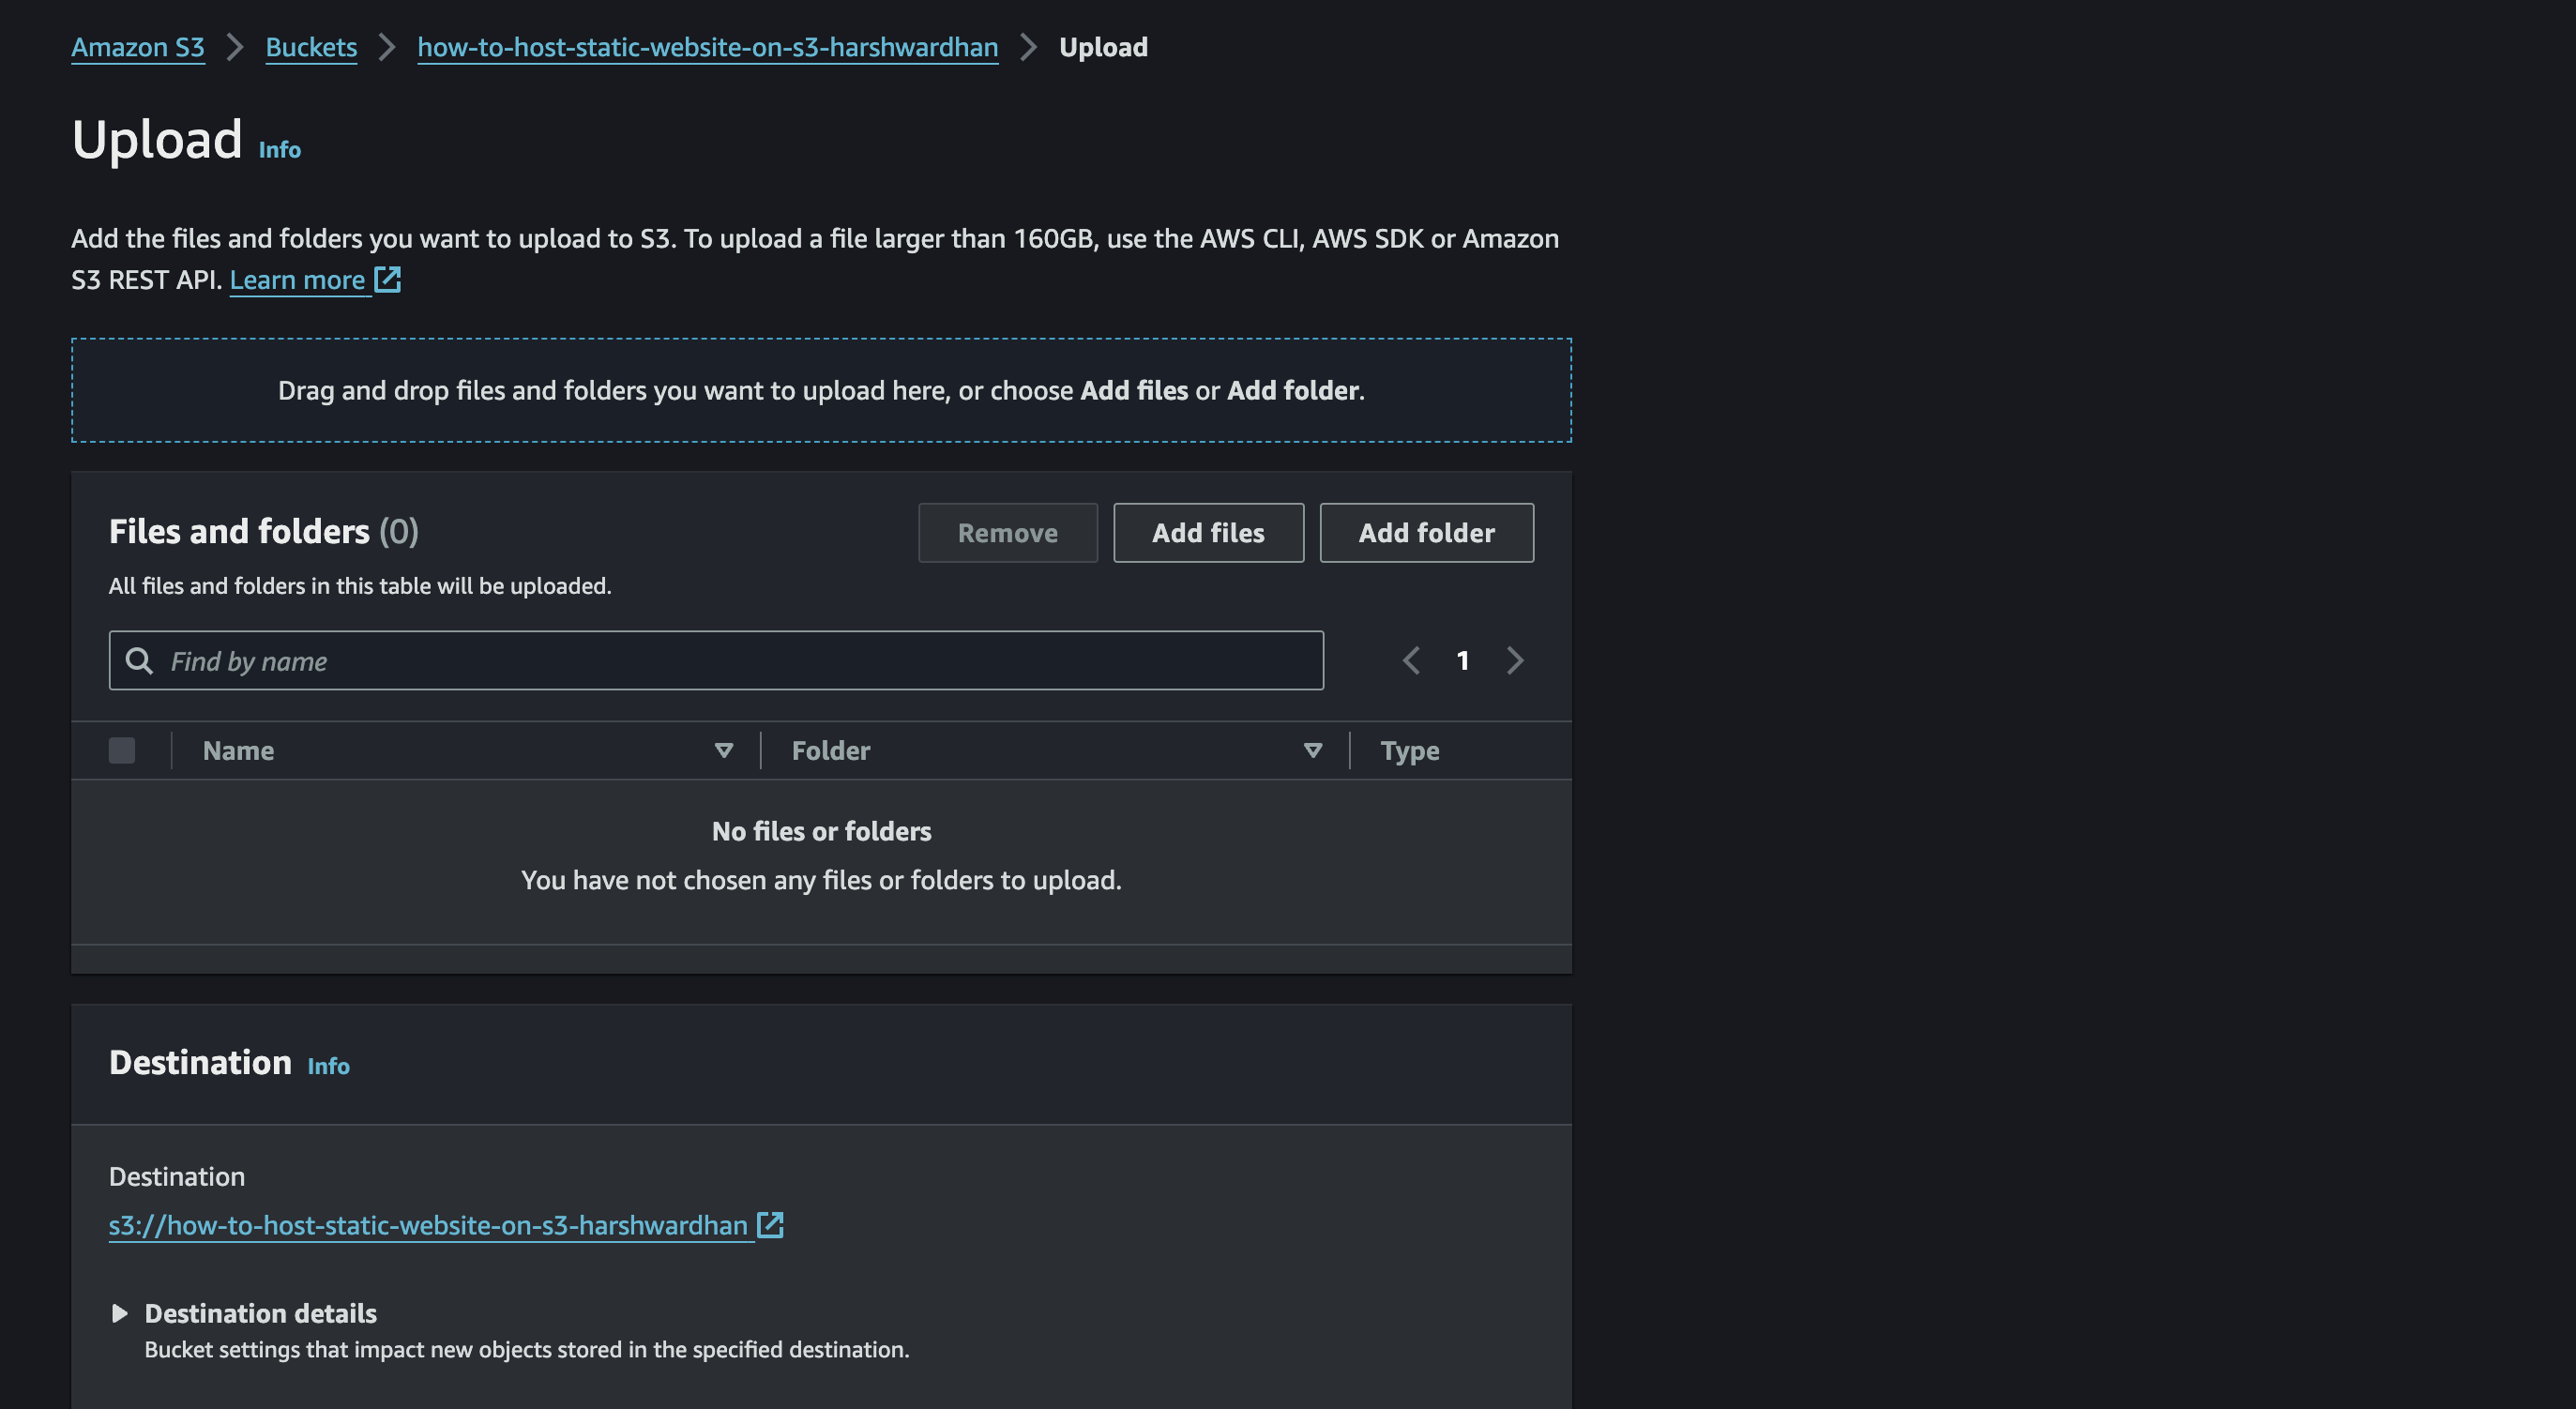 Amazon S3 > Buckets > how-to-host-static-website-on-s3-harshwardhan > Upload
Upload Info
Add the files and folders you want to upload to S3. To upload a file larger than 160GB, use the AWS CLI, AWS SDK or Amazon
S3 REST API. Learn more
Drag and drop files and folders you want to upload here, or choose Add files or Add folder.
Files and folders (0)
Remove
Add files
Add folder
All files and folders in this table will be uploaded.
Find by name
1
Name
Folder
Type
No files or folders
You have not chosen any files or folders to upload.
Destination Info
Destination
s3://how-to-host-static-website-on-s3-harshwardhan
Destination details
Bucket settings that impact new objects stored in the specified destination.